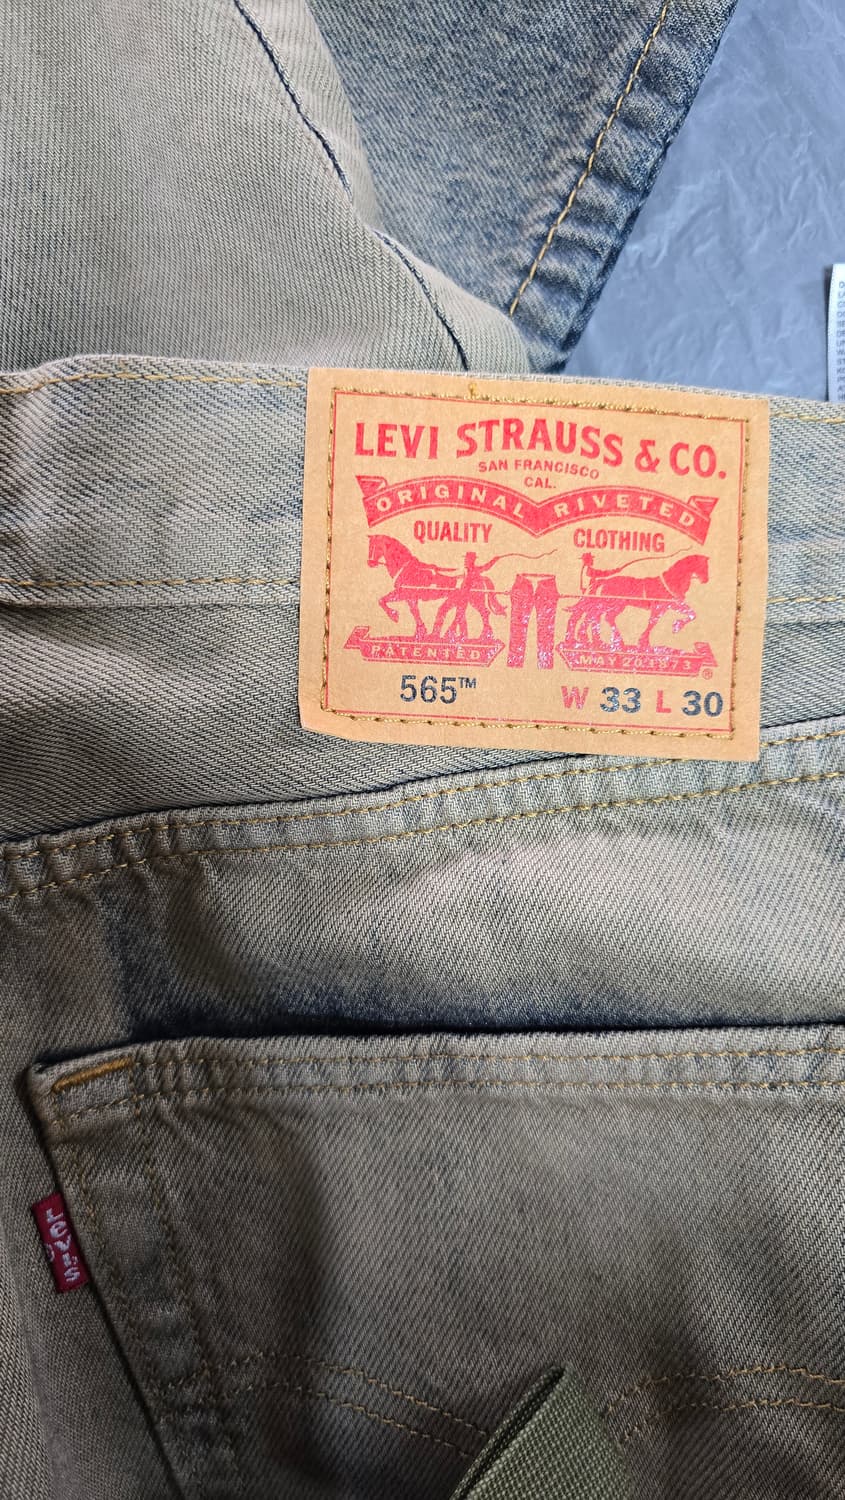 LEVI STRAUSS & CO.
SAN FRANCISCO
CAL.
ORIGINAL RIVETED
QUALITY CLOTHING
PATENTED MAY 20 1873
®
565™ W 33 L 30
LEVI'S
®